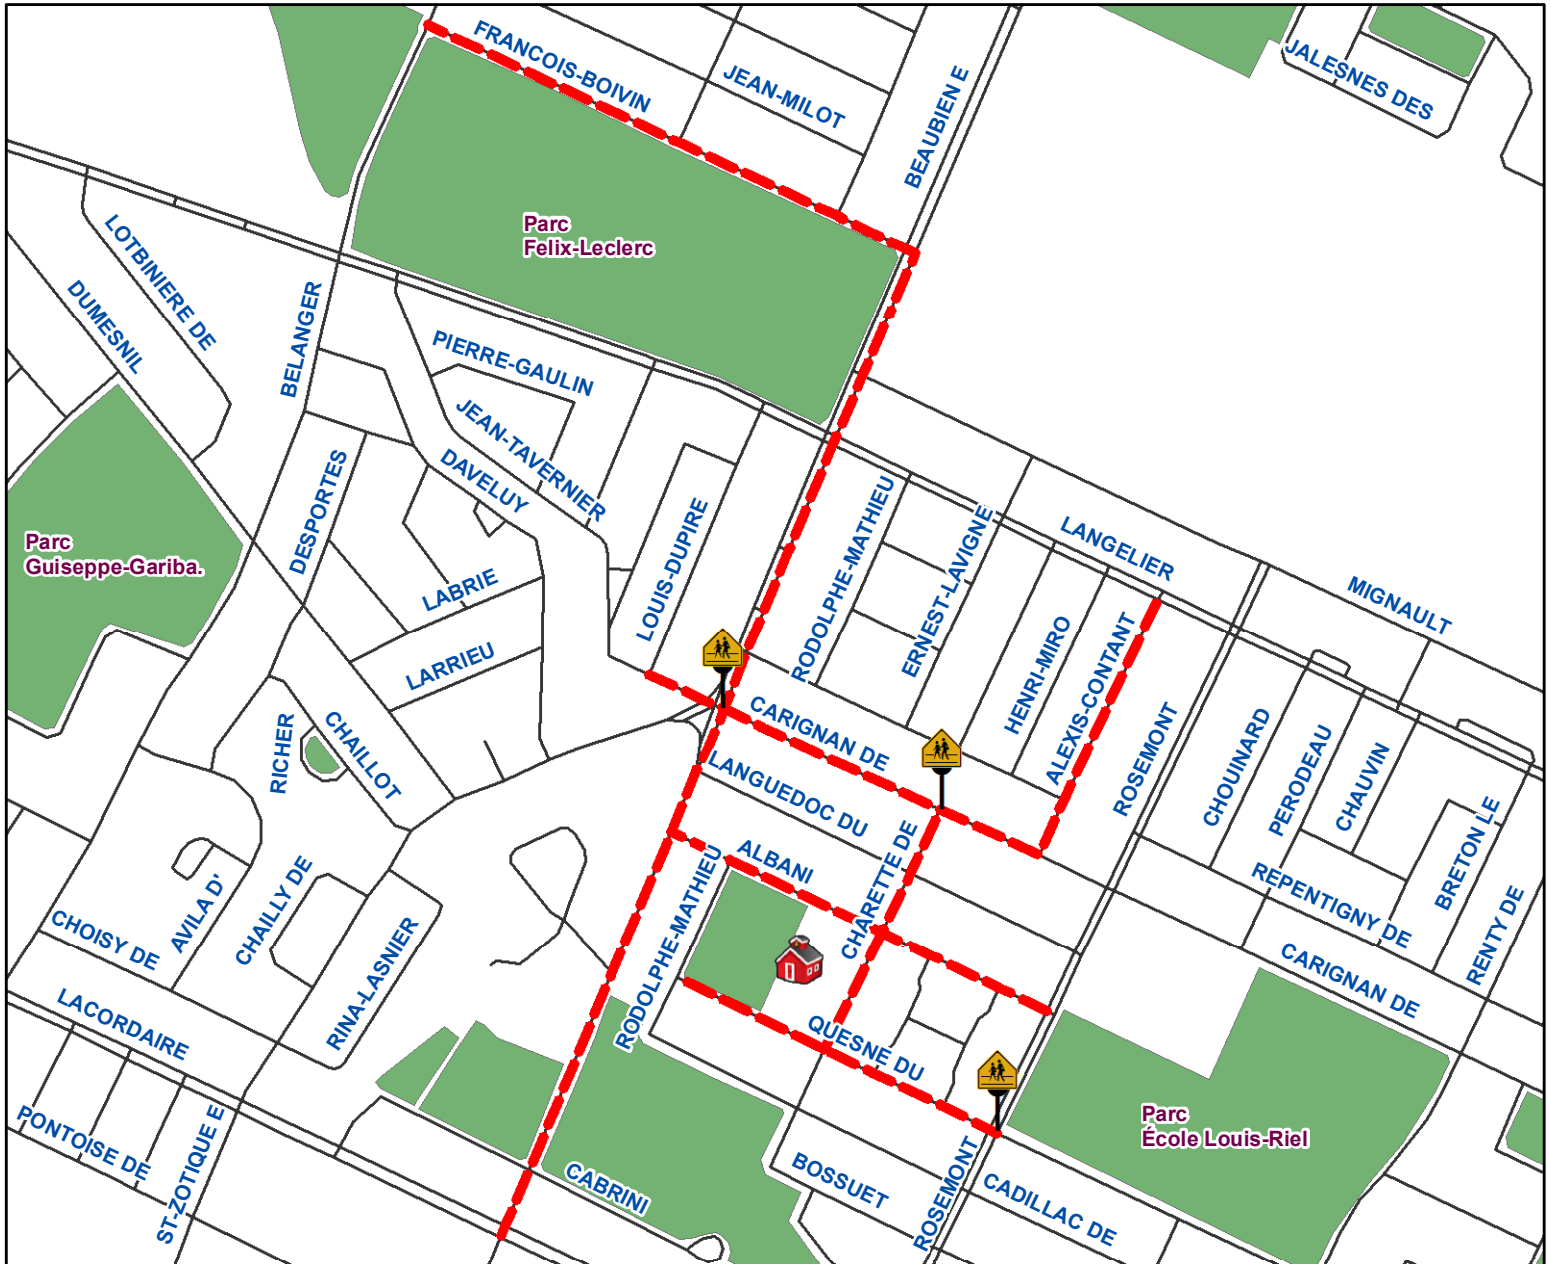 FRANCOIS-BOIVIN
JEAN-MILOT
BEAUBIEN E
JALESNES DES
Parc
Felix-Leclerc
LOTBINIERE DE
DUMESNIL
BELANGER
PIERRE-GAULIN
JEAN-TAVERNIER
DAVELUY
DESPORTES
LOUIS-DUPIRE
RODOLPHE-MATHIEU
ERNEST-LAVIGNE
LANGELIER
MIGNAULT
Parc
Guiseppe-Gariba.
LABRIE
LARRIEU
HENRI-MIRO
ALEXIS-CONTANT
ROSEMONT
CARIGNAN DE
RICHER
CHAILLOT
LANGUEDOC DU
CHOUINARD
PERODEAU
CHAUVIN
BRETON LE
ALBANI
CHARETTE DE
RODOLPHE-MATHIEU
REPENTIGNY DE
RENTY DE
AVILA D'
CHAILLY DE
CHOISY DE
RINA-LASNIER
CARIGNAN DE
LACORDAIRE
QUESNE DU
Parc
École Louis-Riel
PONTOISE DE
ST-ZOTIQUE E
CABRINI
BOSSUET
ROSEMONT
CADILLAC DE